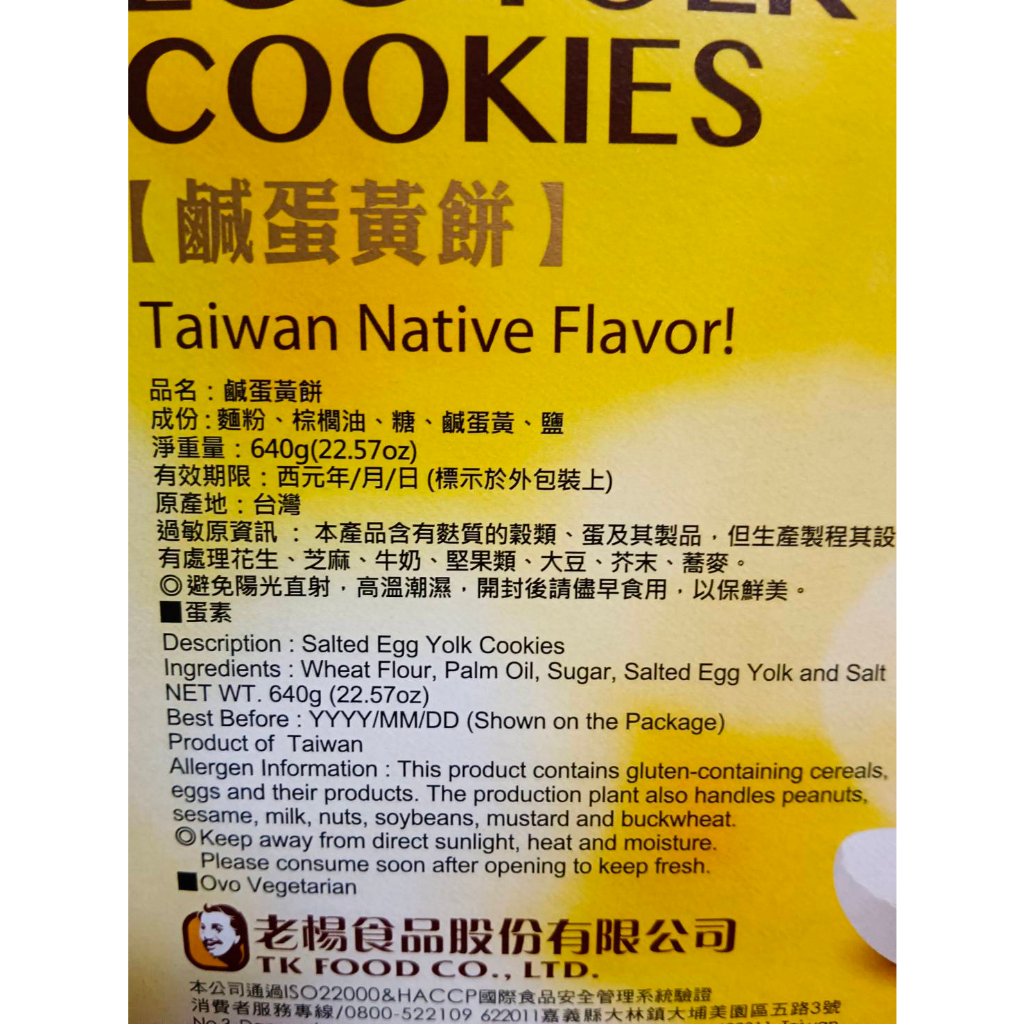 COOKIES
【鹹蛋黃餅】
Taiwan Native Flavor!
品名：鹹蛋黃餅
成份：麵粉、棕櫚油、糖、鹹蛋黃、鹽
淨重量：640g(22.57oz)
有效期限：西元年/月/日 (標示於外包裝上)
原產地：台灣
過敏原資訊 ： 本產品含有麩質的穀類、蛋及其製品，但生產製程其設
有處理花生、芝麻、牛奶、堅果類、大豆、芥末、蕎麥。
◎避免陽光直射，高溫潮濕，開封後請儘早食用，以保鮮美。
■蛋素
Description : Salted Egg Yolk Cookies
Ingredients : Wheat Flour, Palm Oil, Sugar, Salted Egg Yolk and Salt
NET WT. 640g (22.57oz)
Best Before : YYYY/MM/DD (Shown on the Package)
Product of Taiwan
Allergen Information : This product contains gluten-containing cereals,
eggs and their products. The production plant also handles peanuts,
sesame, milk, nuts, soybeans, mustard and buckwheat.
◎Keep away from direct sunlight, heat and moisture.
Please consume soon after opening to keep fresh.
■Ovo Vegetarian
老楊食品股份有限公司
TK FOOD CO., LTD.
本公司通過ISO22000&HACCP國際食品安全管理系統驗證
消費者服務專線/0800-522109 622011嘉義縣大林鎮大埔美園區五路3號